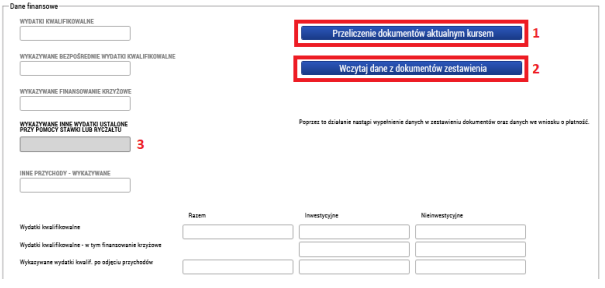 Dane finansowe
WYDATKI KWALIFIKOWALNE
Przeliczenie dokumentów aktualnym kursem
1
WYKAZYWANE BEZPOŚREDNIE WYDATKI KWALIFIKOWALNE
Wczytaj dane z dokumentów zestawienia
2
WYKAZYWANE FINANSOWANIE KRZYŻOWE
WYKAZYWANE INNE WYDATKI USTALONE
PRZY POMOCY STAWKI LUB RYCZAŁTU
3
Poprzez to działanie nastąpi wypełnienie danych w zestawieniu dokumentów oraz danych we wniosku o płatność.
INNE PRZYCHODY - WYKAZYWANE
Razem
Inwestycyjne
Nieinwestycyjne
Wydatki kwalifikowalne
Wydatki kwalifikowalne - w tym finansowanie krzyżowe
Wykazywane wydatki kwalif. po odjęciu przychodów